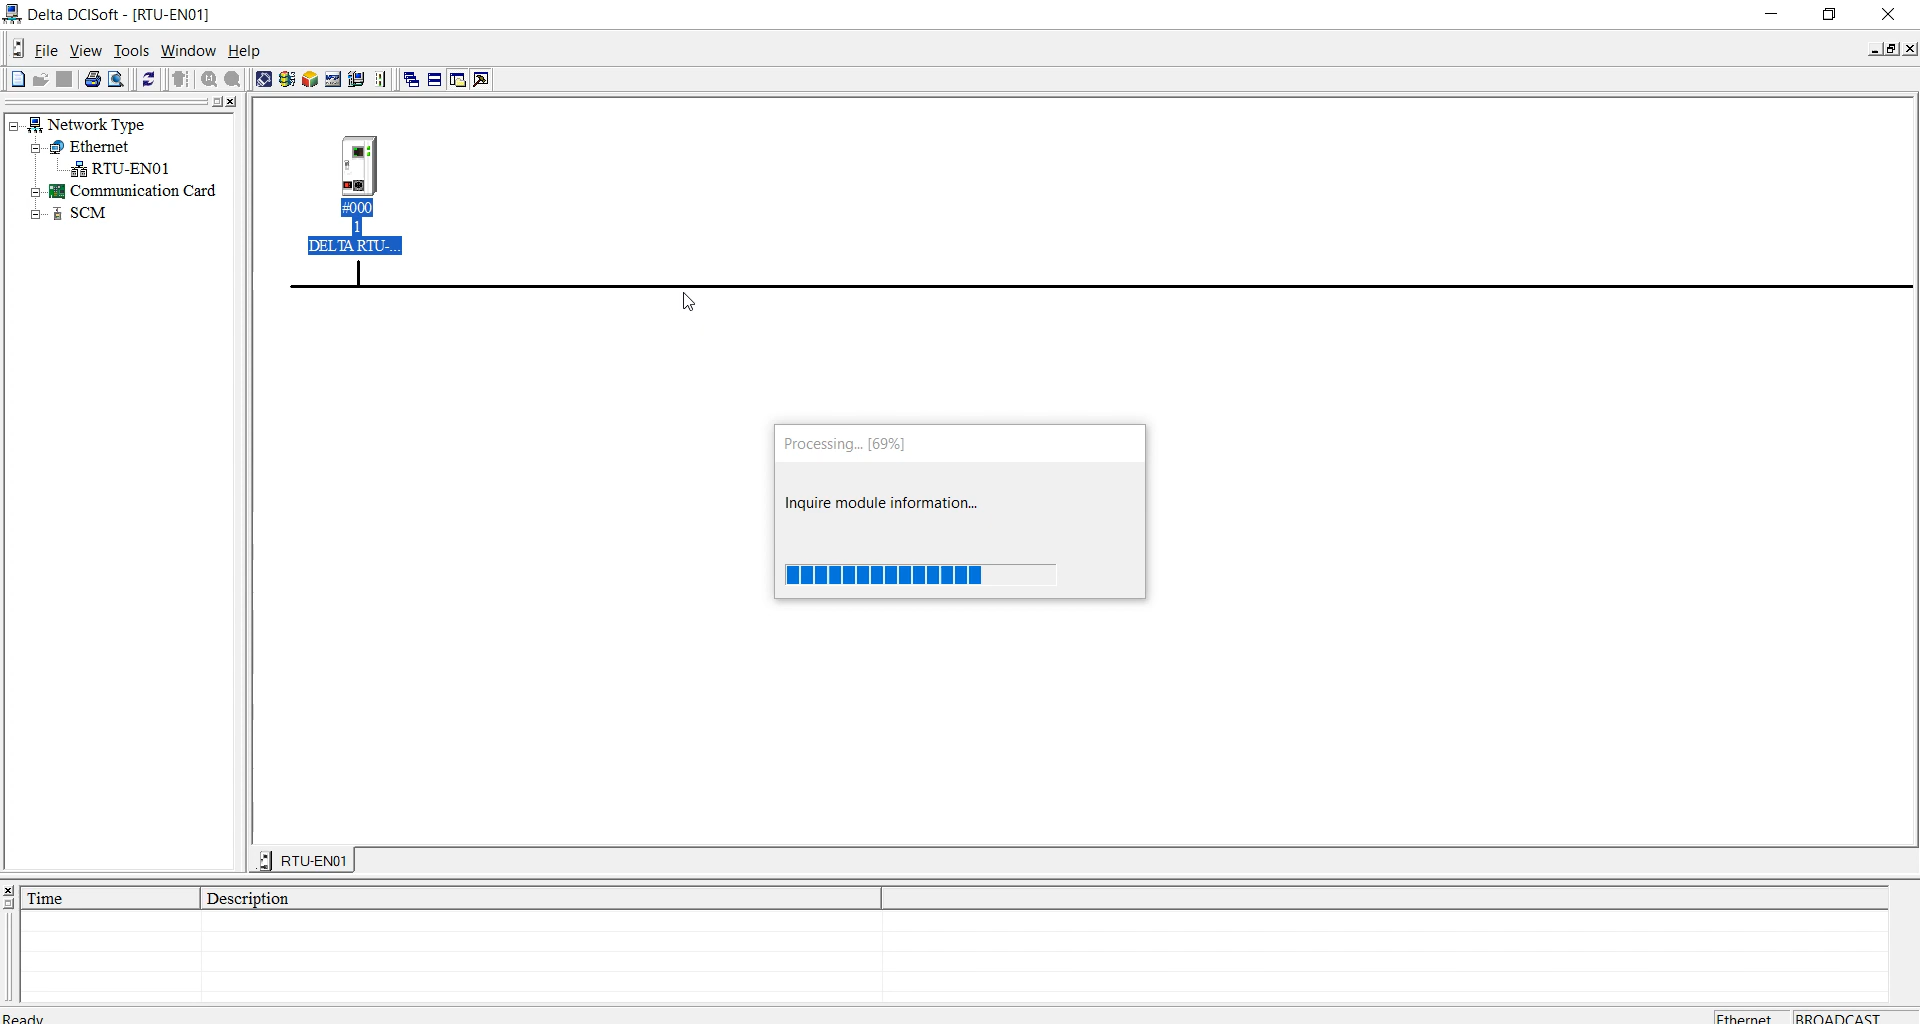 Delta DCISoft - [RTU-EN01]
File View Tools Window Help
Network Type
Ethernet
RTU-EN01
Communication Card
SCM
#000
1
DELTA RTU-...
Processing... [69%]
Inquire module information...
RTU-EN01
Time Description
Ready Ethernet BROADCAST